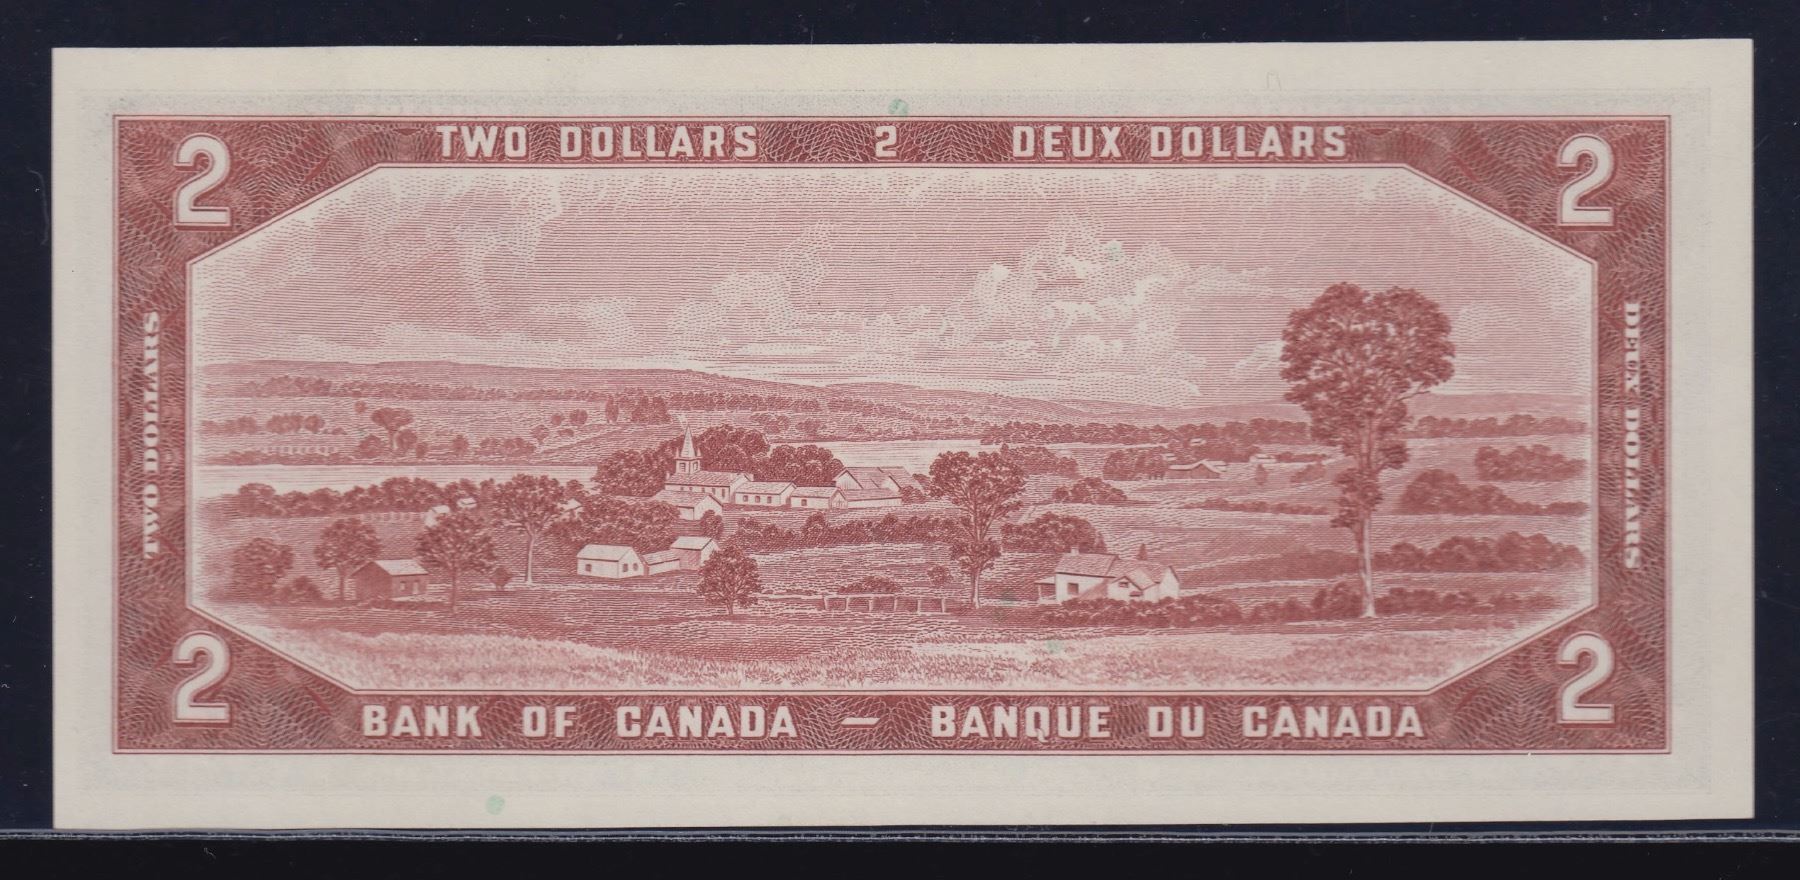 TWO DOLLARS 2 DEUX DOLLARS
2 2
TWO DOLLARS
DEUX DOLLARS
2 2
BANK OF CANADA — BANQUE DU CANADA